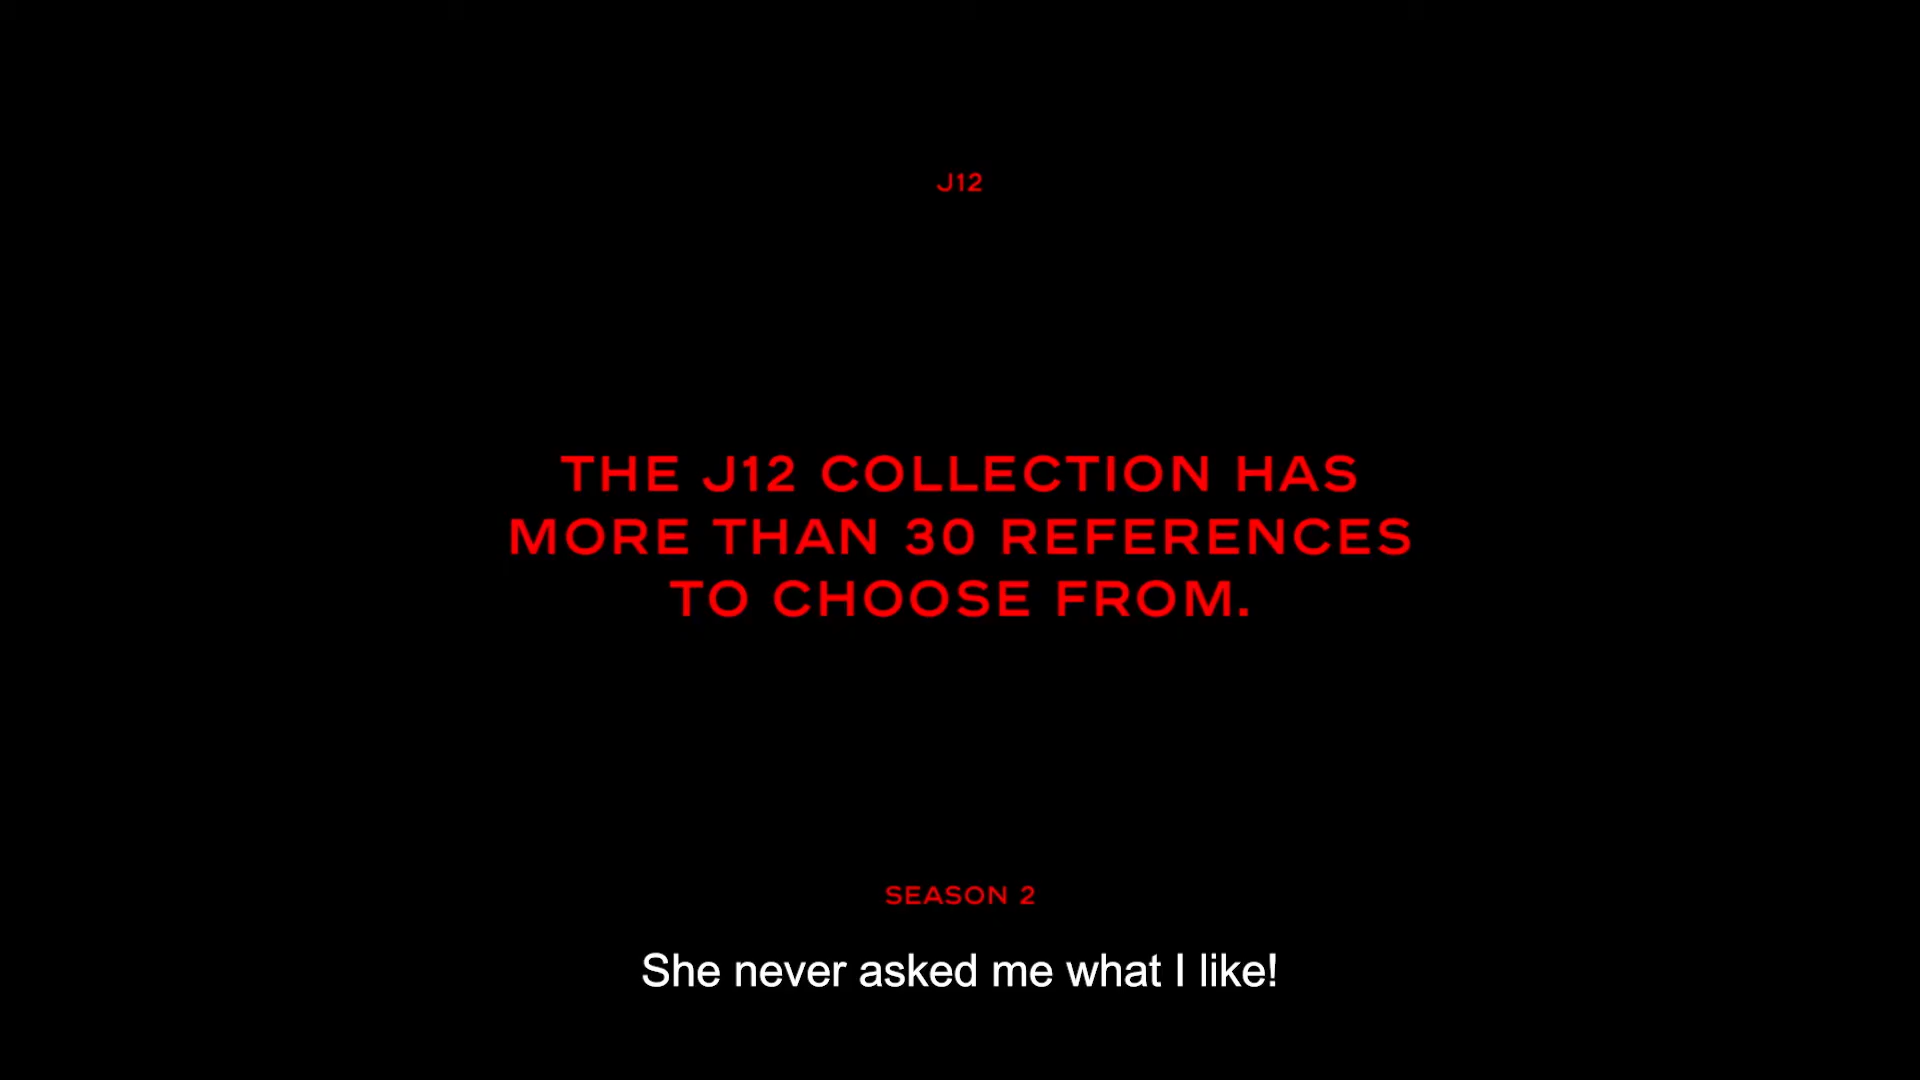 J12
THE J12 COLLECTION HAS
MORE THAN 30 REFERENCES
TO CHOOSE FROM.
SEASON 2
She never asked me what I like!